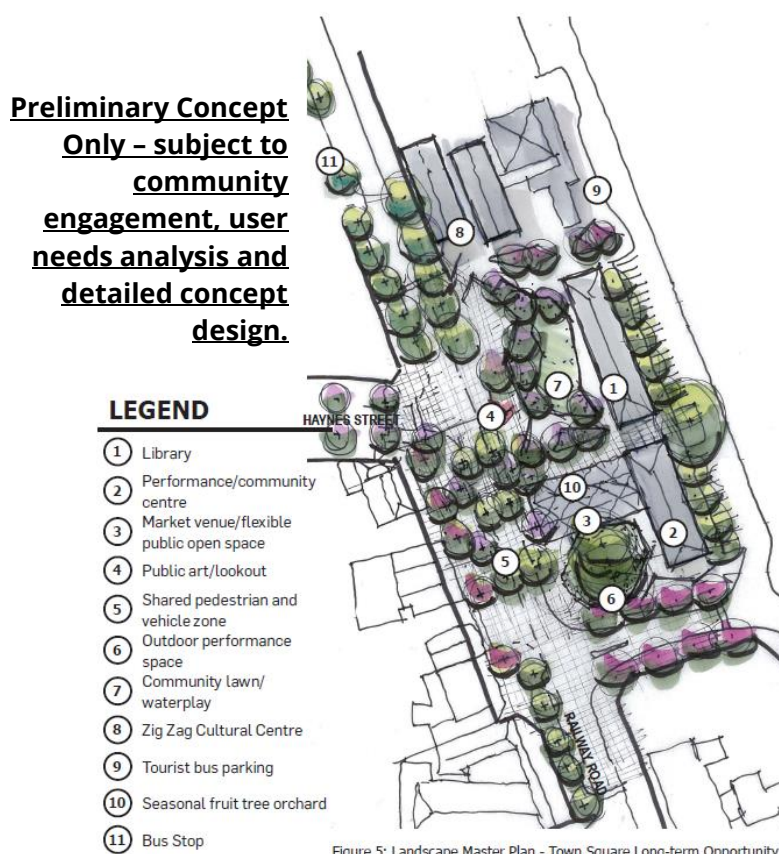 Preliminary Concept
Only – subject to
community
engagement, user
needs analysis and
detailed concept
design.
LEGEND
1 Library
2 Performance/community
centre
3 Market venue/flexible
public open space
4 Public art/lookout
5 Shared pedestrian and
vehicle zone
6 Outdoor performance
space
7 Community lawn/
waterplay
8 Zig Zag Cultural Centre
9 Tourist bus parking
10 Seasonal fruit tree orchard
11 Bus Stop
11
9
8
7
1
HAYNES STREET
4
10
3
2
5
6
RAILWAY ROAD
Figure 5: Landscape Master Plan - Town Square Long-term Opportunity